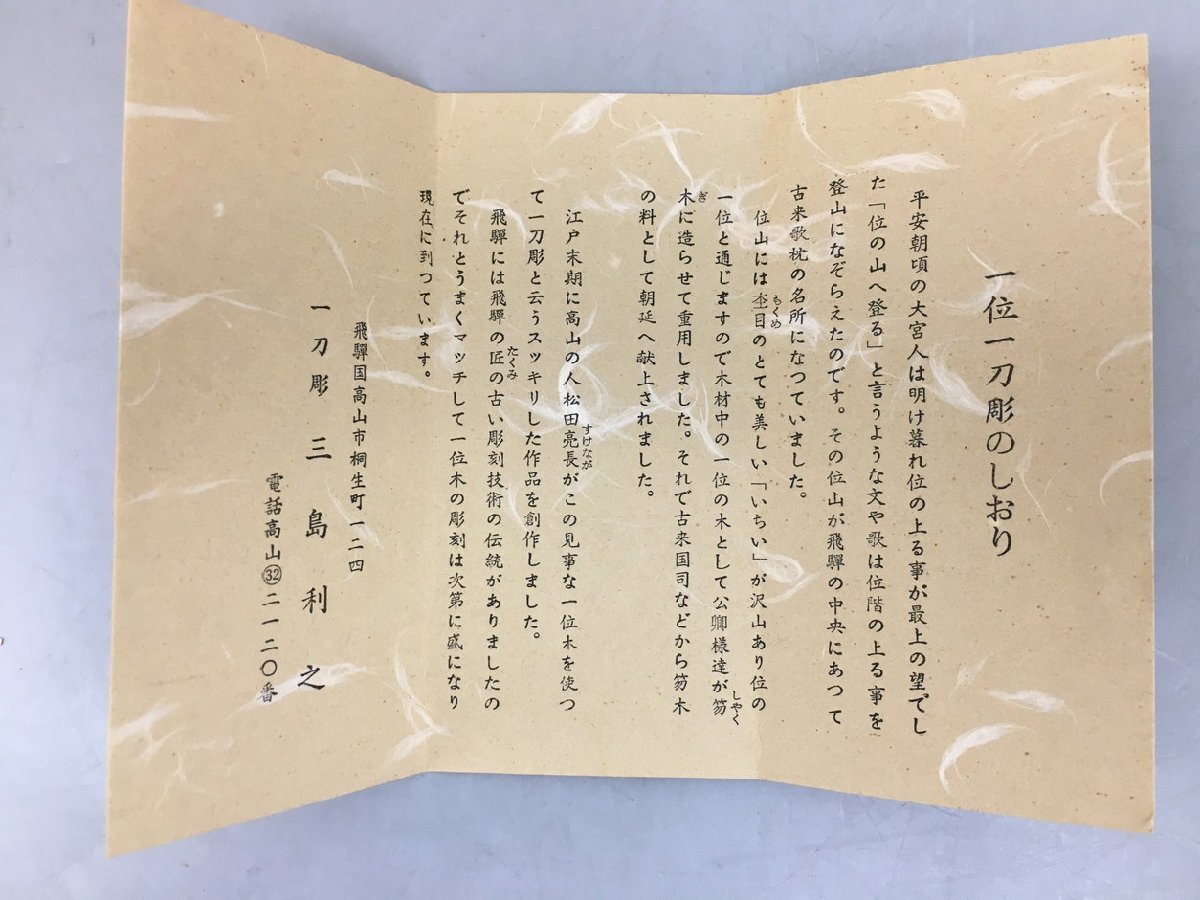 一位一刀彫のしおり
平安朝頃の大宮人は明け暮れ位の上る事が最上の望でし
た「位の山へ登る」と言うような文や歌は位階の上る事を
登山になぞらえたのです。その位山が飛騨の中央にあつて
古来歌枕の名所になつていました。
位山には杢目のとても美しい「いちい」が沢山あり位の
もくめ
一位と通じますので木材中の一位の木として公卿様達が笏
しやく
木に造らせて重用しました。それで古来国司などから笏木
ぎ
の料として朝廷へ献上されました。
江戸末期に高山の人松田亮長がこの見事な一位木を使つ
すけなが
て一刀彫と云うスッキリした作品を創作しました。
飛騨には飛騨の匠の古い彫刻技術の伝統がありましたの
たくみ
でそれとうまくマッチして一位木の彫刻は次第に盛になり
現在に到つています。
飛騨国高山市桐生町一二四
一刀彫 三島利之
電話高山㉜二一二〇番